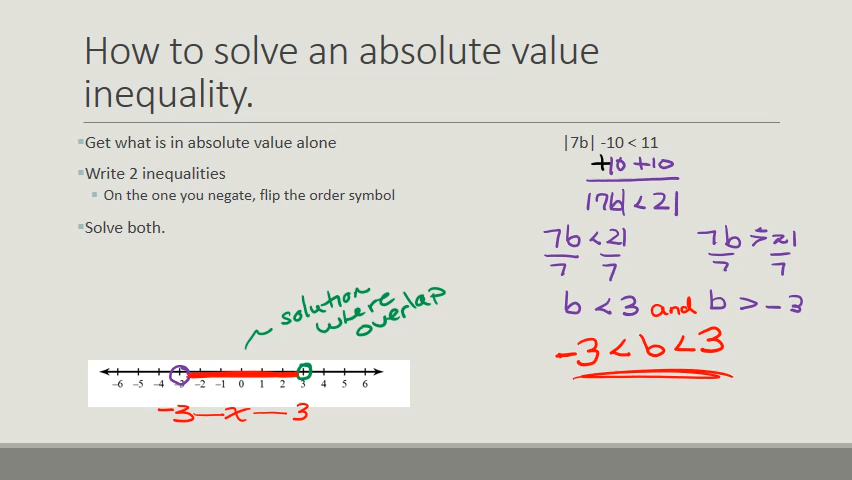 How to solve an absolute value
inequality.
Get what is in absolute value alone
Write 2 inequalities
On the one you negate, flip the order symbol
Solve both.
|7b| -10 < 11
+10 +10
|7b| < 21
7b < 21 7b > -21
7 7 7 7
b < 3 and b > -3
-3 < b < 3
solution
where
overlap
-6 -5 -4 -3 -2 -1 0 1 2 3 4 5 6
-3 — x — 3